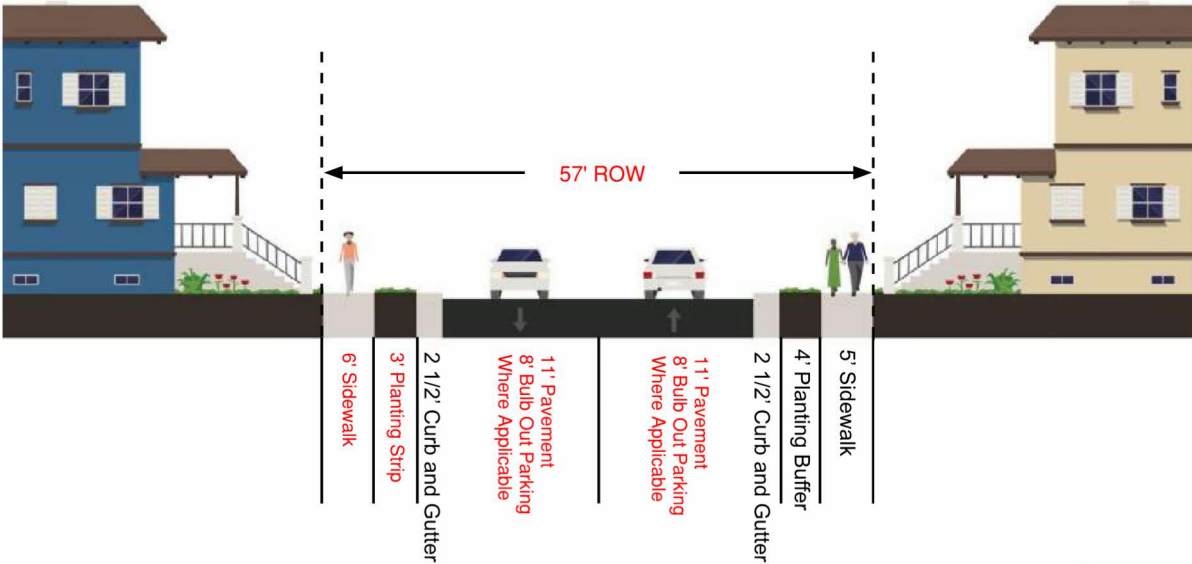 57' ROW
6' Sidewalk
3' Planting Strip
2 1/2’ Curb and Gutter
11' Pavement
8' Bulb Out Parking
Where Applicable
11' Pavement
8' Bulb Out Parking
Where Applicable
2 1/2’ Curb and Gutter
4’ Planting Buffer
5’ Sidewalk